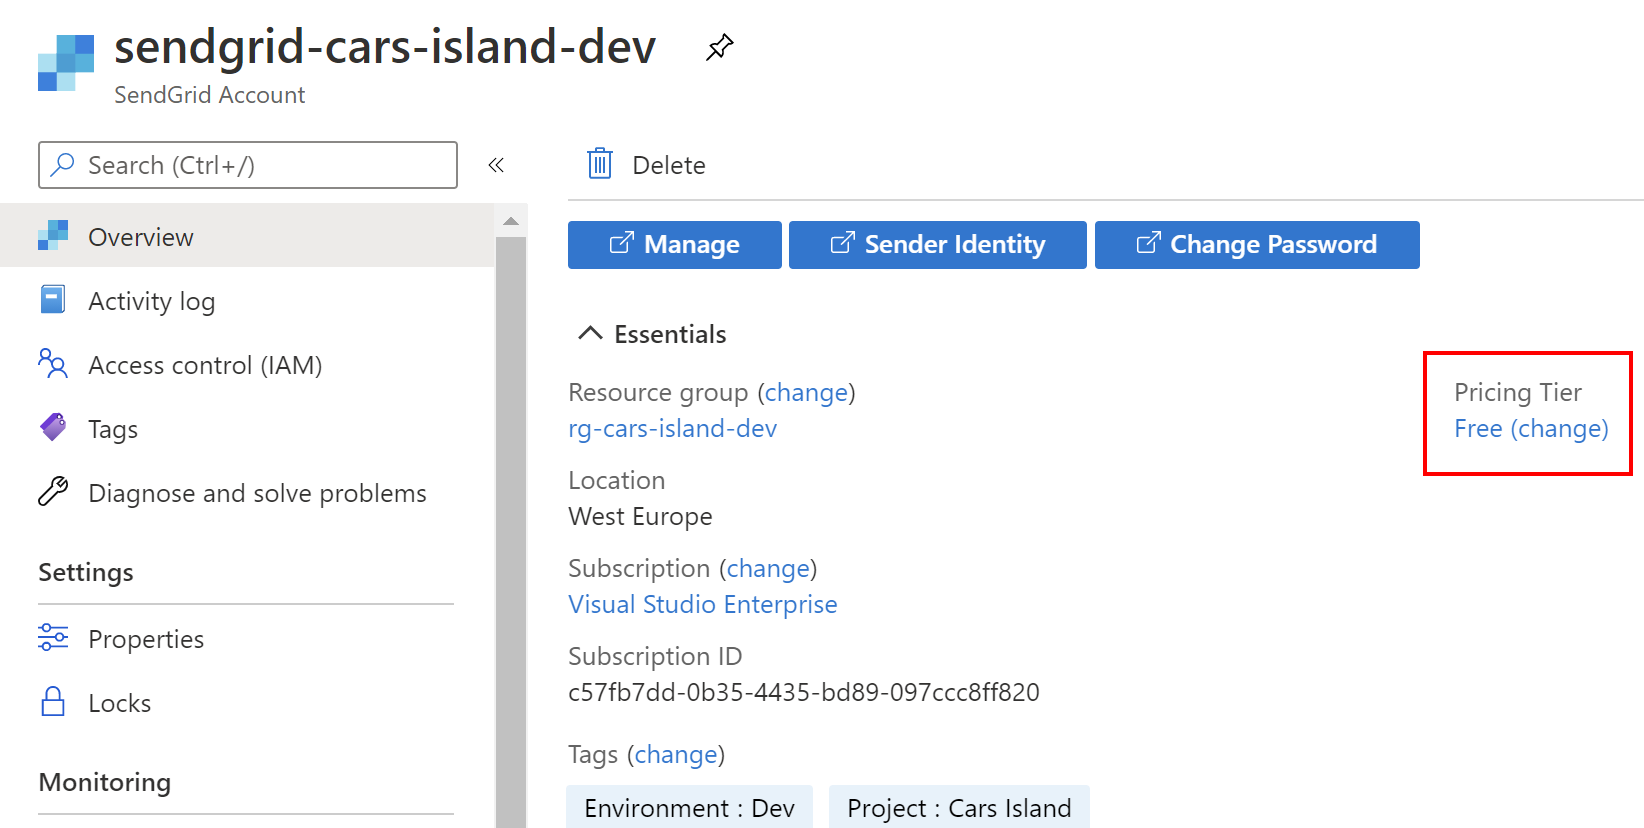 sendgrid-cars-island-dev
SendGrid Account
Search (Ctrl+/)
«
Overview
Activity log
Access control (IAM)
Tags
Diagnose and solve problems
Settings
Properties
Locks
Monitoring
Delete
Manage
Sender Identity
Change Password
Essentials
Resource group (change)
rg-cars-island-dev
Location
West Europe
Subscription (change)
Visual Studio Enterprise
Subscription ID
c57fb7dd-0b35-4435-bd89-097ccc8ff820
Tags (change)
Environment : Dev
Project : Cars Island
Pricing Tier
Free (change)